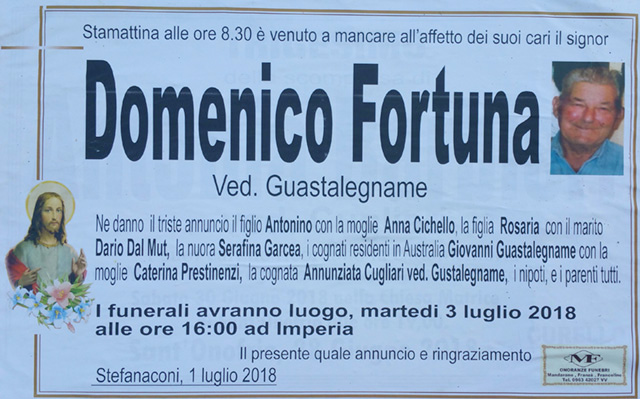 Stamattina alle ore 8.30 è venuto a mancare all'affetto dei suoi cari il signor
Domenico Fortuna
Ved. Guastalegname
Ne danno il triste annuncio il figlio Antonino con la moglie Anna Cichello, la figlia Rosaria con il marito
Dario Dal Mut, la nuora Serafina Garcea, i cognati residenti in Australia Giovanni Guastalegname con la
moglie Caterina Prestinenzi, la cognata Annunziata Cugliari ved. Gustalegname, i nipoti, e i parenti tutti.
I funerali avranno luogo, martedi 3 luglio 2018
alle ore 16:00 ad Imperia
Il presente quale annuncio e ringraziamento
Stefanaconi, 1 luglio 2018
MF
ONORANZE FUNEBRI